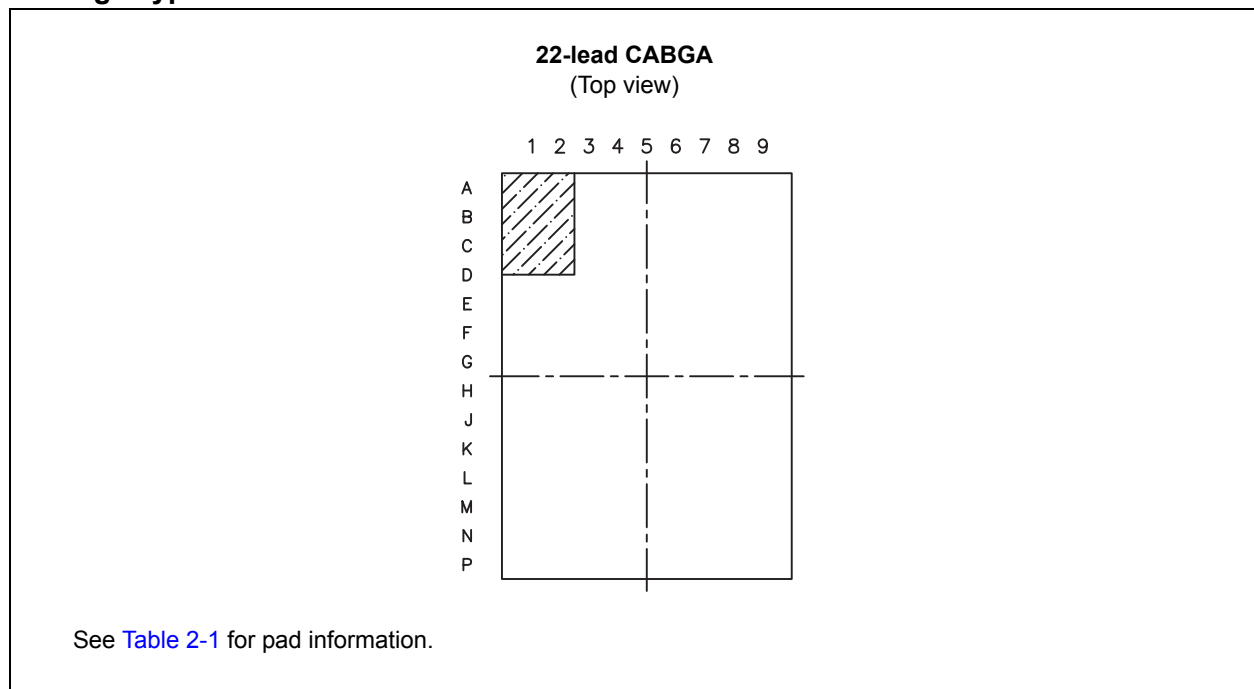 22-lead CABGA
(Top view)
1 2 3 4 5 6 7 8 9
A
B
C
D
E
F
G
H
J
K
L
M
N
P
See Table 2-1 for pad information.